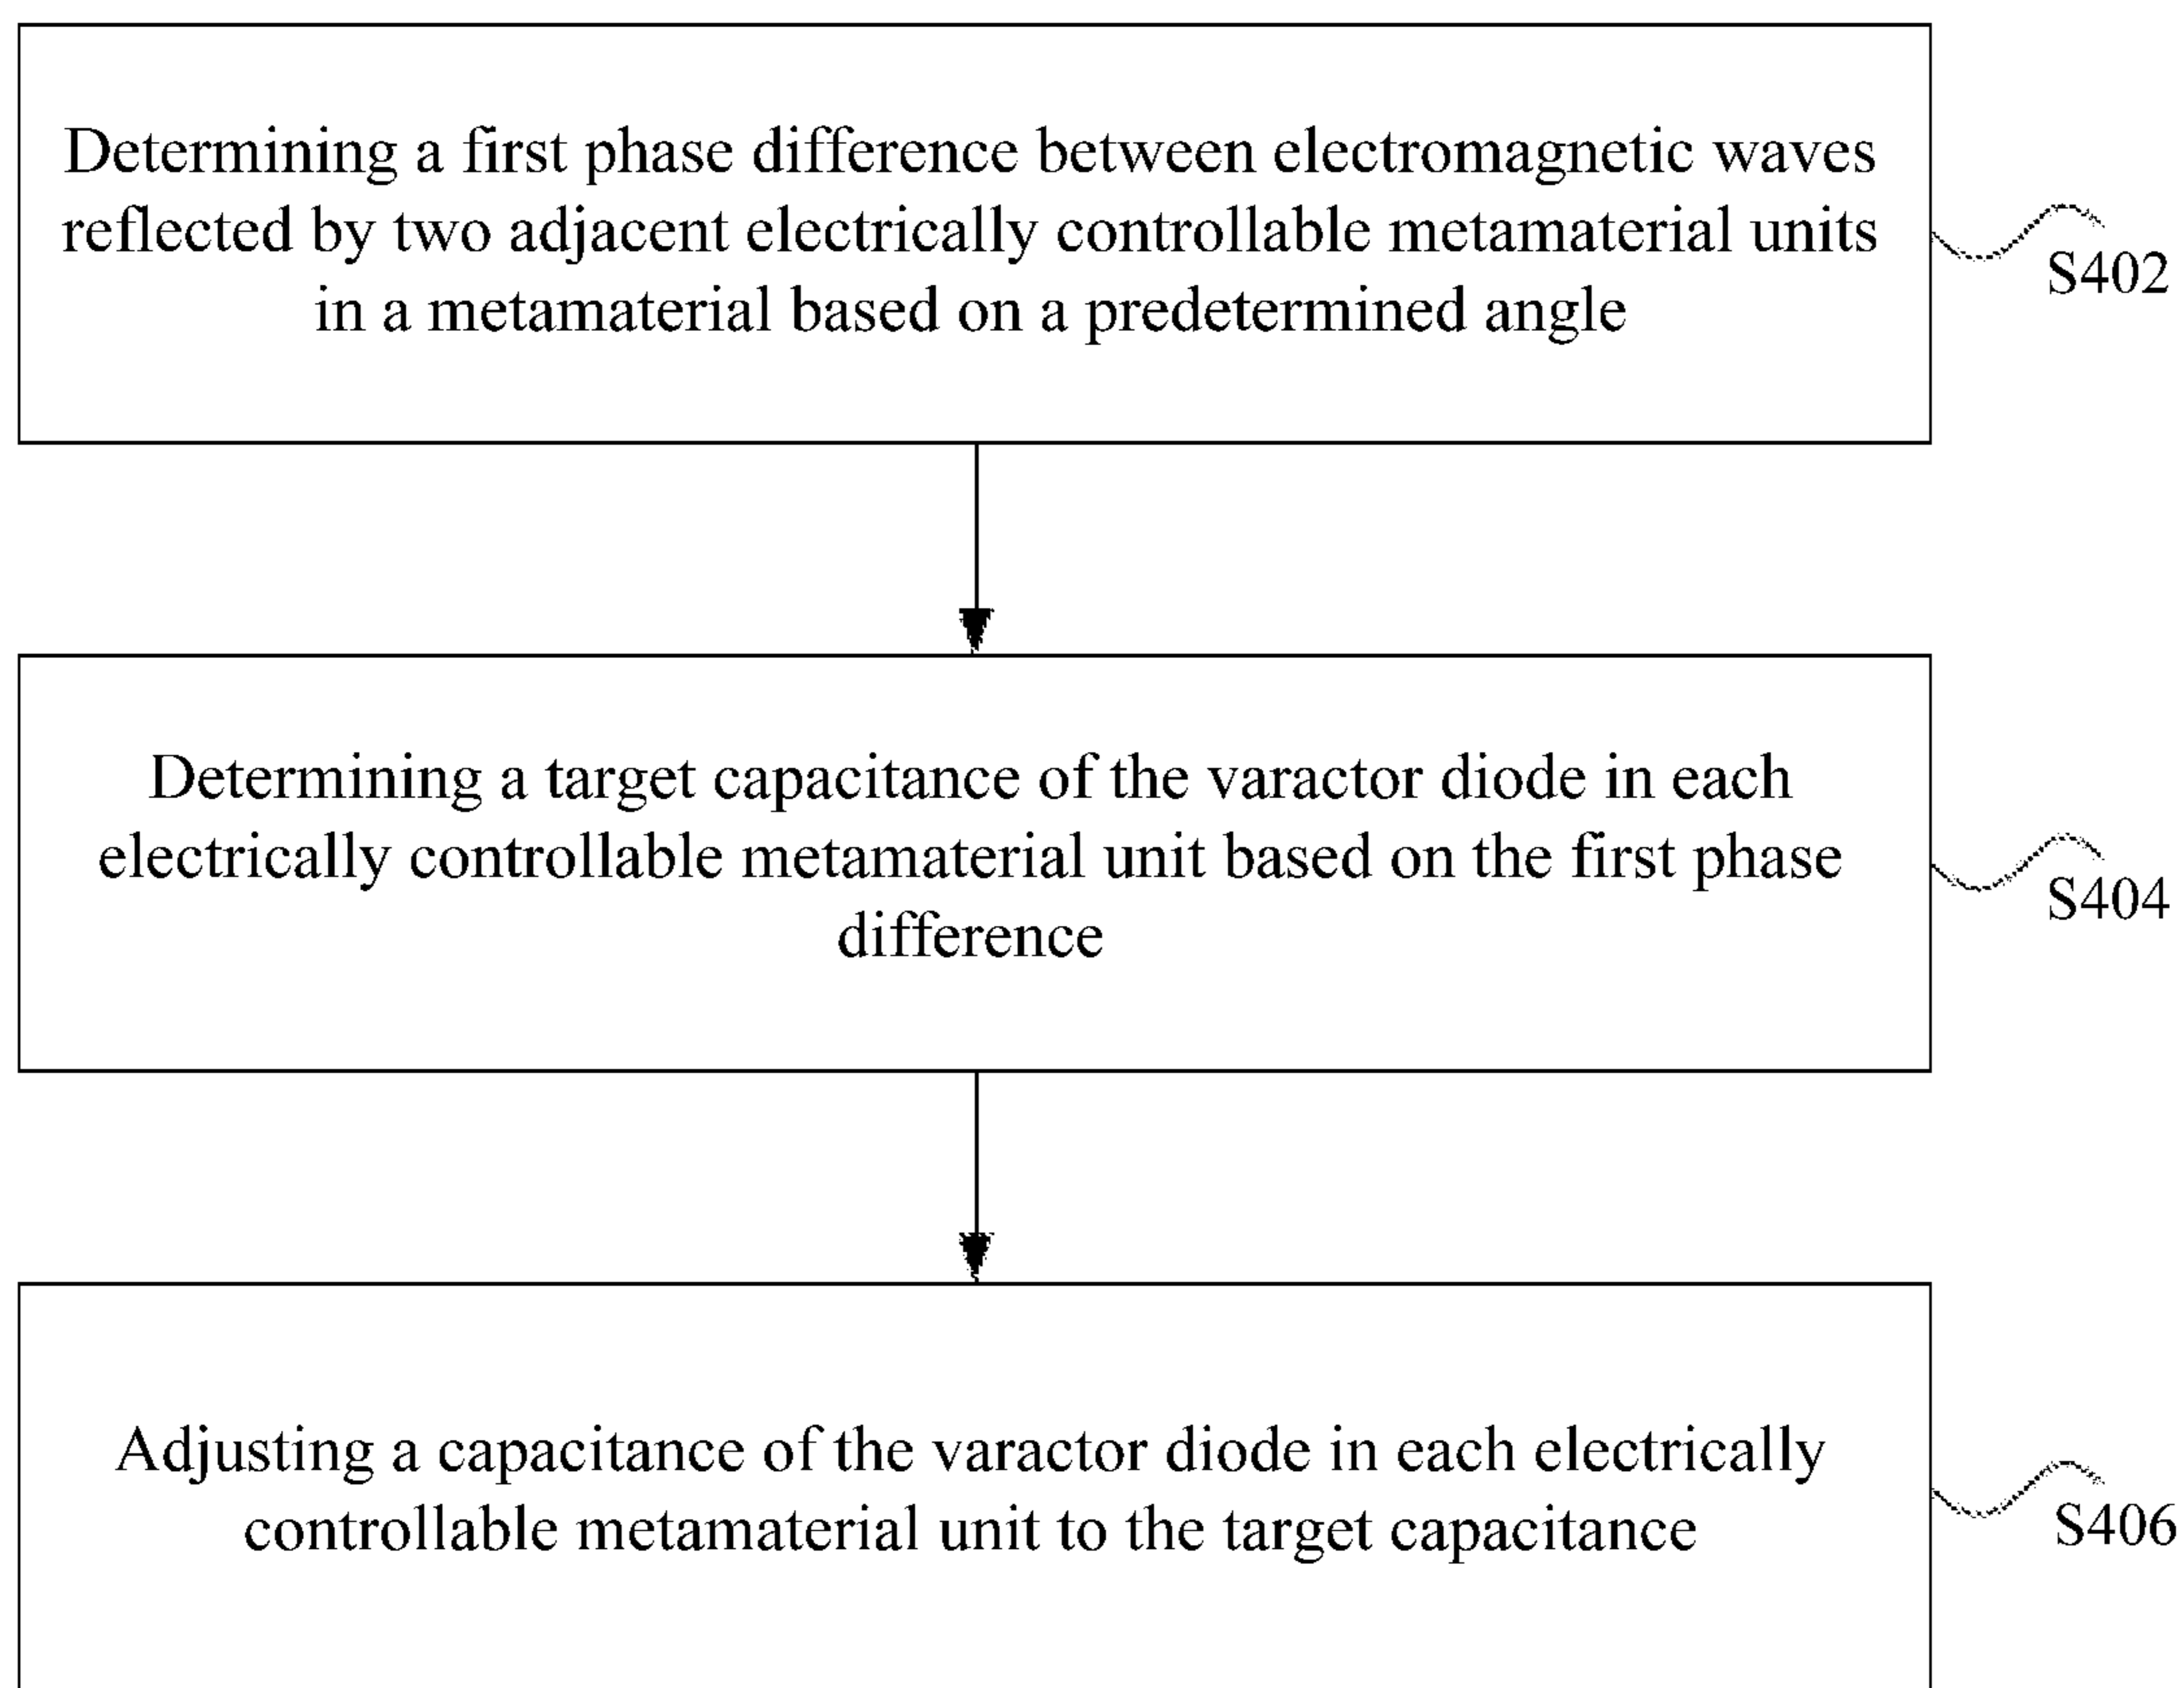 Determining a first phase difference between electromagnetic waves
reflected by two adjacent electrically controllable metamaterial units
in a metamaterial based on a predetermined angle
S402
Determining a target capacitance of the varactor diode in each
electrically controllable metamaterial unit based on the first phase
difference
S404
Adjusting a capacitance of the varactor diode in each electrically
controllable metamaterial unit to the target capacitance
S406